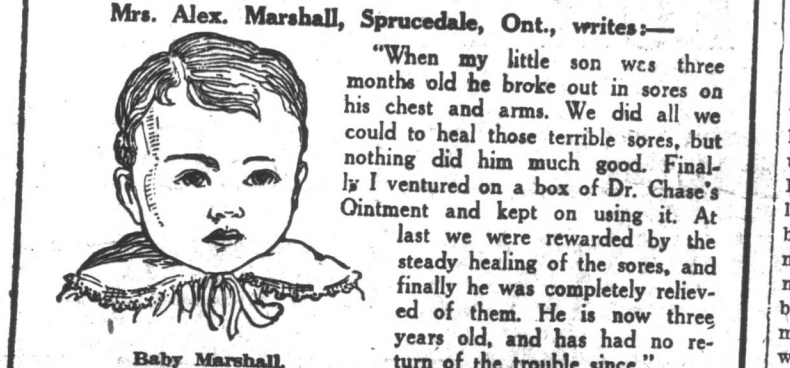 Mrs. Alex. Marshall, Sprucedale, Ont., writes:—
"When my little son was three
months old he broke out in sores on
his chest and arms. We did all we
could to heal those terrible sores, but
nothing did him much good. Final-
ly I ventured on a box of Dr. Chase's
Ointment and kept on using it. At
last we were rewarded by the
steady healing of the sores, and
finally he was completely reliev-
ed of them. He is now three
years old, and has had no re-
turn of the trouble since."
Baby Marshall.